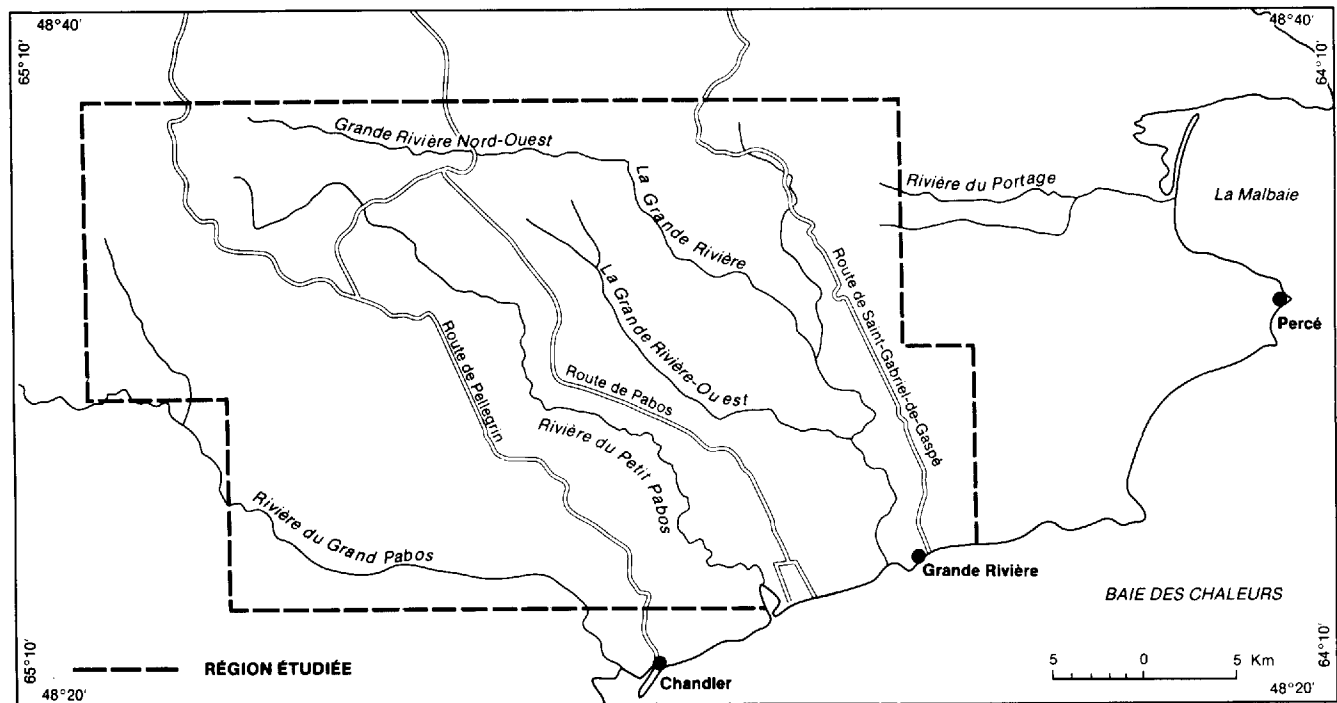 48°40'
48°40'
65°10'
64°10'
Grande Rivière Nord-Ouest
La Grande Rivière
Rivière du Portage
La Malbaie
Percé
Route de Saint-Gabriel-de-Gaspé
La Grande Rivière-Ouest
Route de Pabos
Route de Pellegrin
Rivière du Petit Pabos
Rivière du Grand Pabos
Grande Rivière
BAIE DES CHALEURS
Chandler
RÉGION ÉTUDIÉE
5 0 5 Km
65°10'
64°10'
48°20'
48°20'